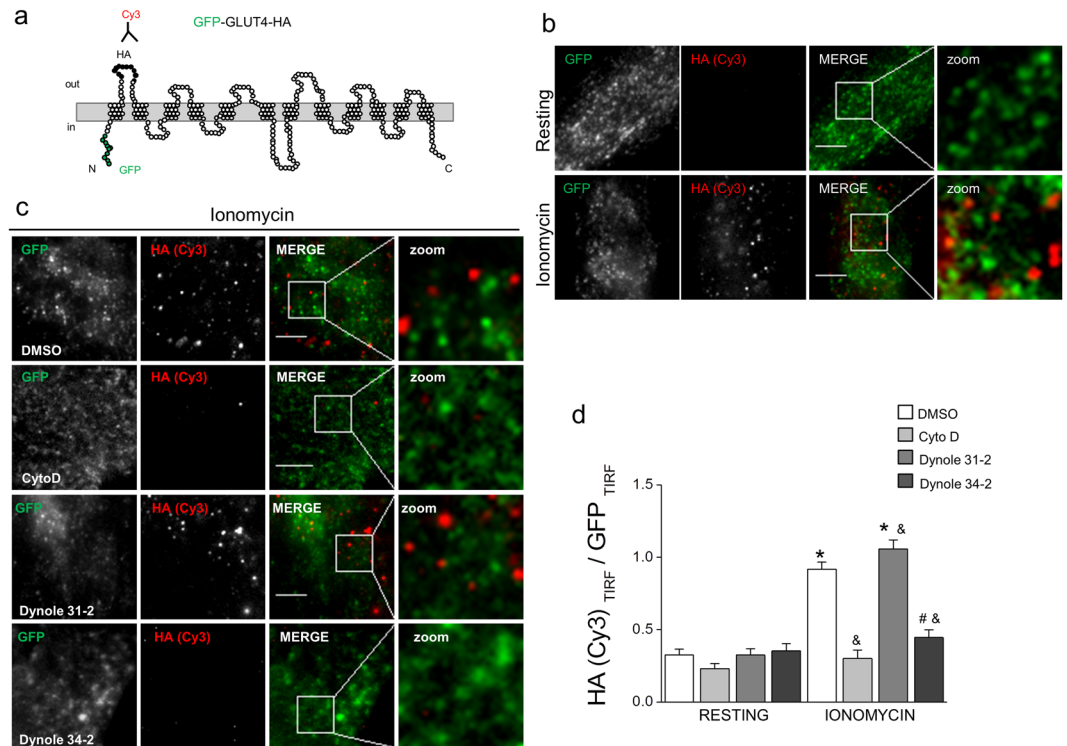 a
Cy3
GFP-GLUT4-HA
HA
out
in
N
GFP
C
b
GFP
HA (Cy3)
MERGE
zoom
Resting
GFP
HA (Cy3)
MERGE
Ionomycin
c
Ionomycin
GFP
HA (Cy3)
MERGE
zoom
DMSO
GFP
HA (Cy3)
MERGE
zoom
CytoD
GFP
HA (Cy3)
MERGE
zoom
Dynole 31-2
GFP
HA (Cy3)
MERGE
zoom
Dynole 34-2
d
DMSO
Cyto D
Dynole 31-2
Dynole 34-2
HA (Cy3) TIRF / GFP TIRF
1.5
1.0
0.5
0.0
*
&
* &
# &
RESTING
IONOMYCIN